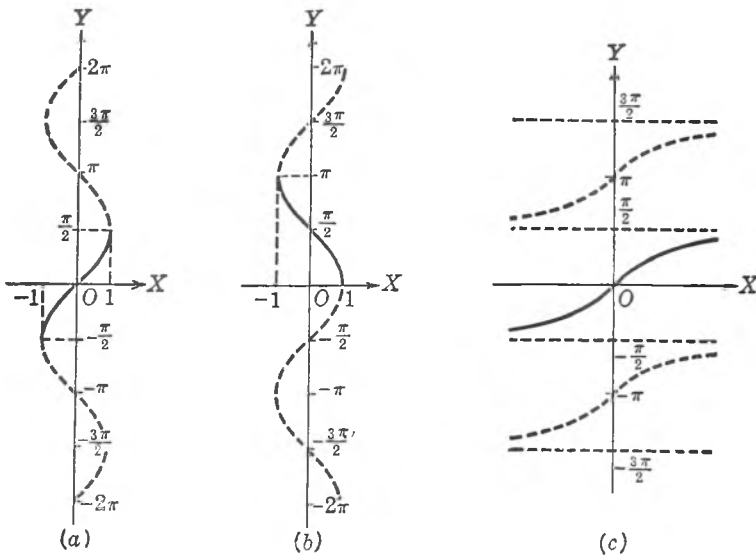 Y
2π
3π/2
π
π/2
-1 O 1 X
-π/2
-π
-3π/2
-2π
(a)
Y
2π
3π/2
π
π/2
-1 O 1 X
π/2
-π
-3π/2
-2π
(b)
Y
3π/2
π
π/2
O X
-π/2
-π
-3π/2
(c)